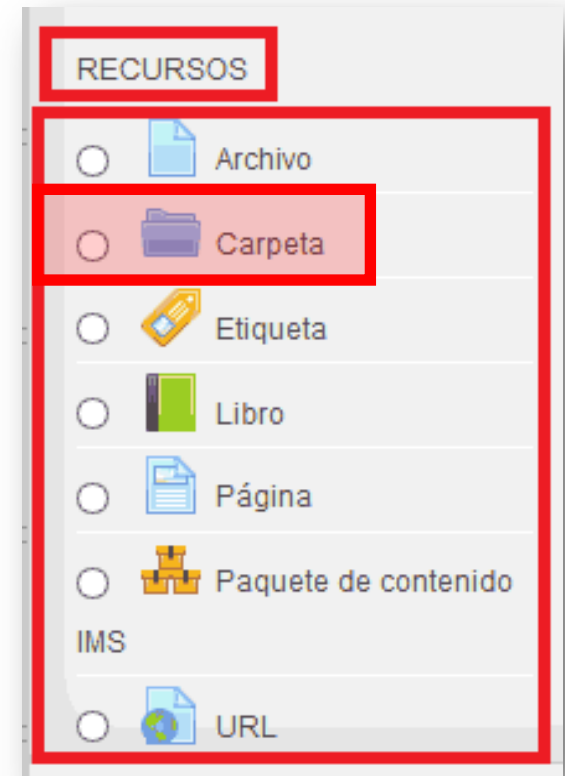 RECURSOS
Archivo
Carpeta
Etiqueta
Libro
Página
Paquete de contenido
IMS
URL